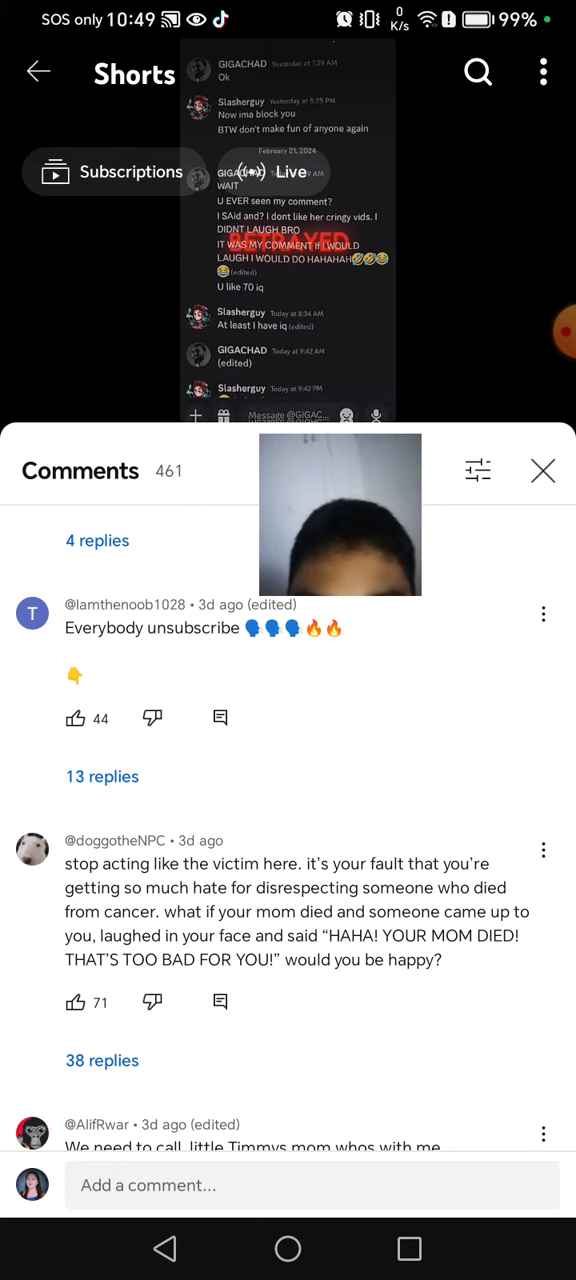 SOS only 10:49 0 K/s 99%
Shorts
GIGACHAD Yesterday at 7:29 AM
Ok
Slasherguy Yesterday at 5:25 PM
Now ima block you
BTW don't make fun of anyone again
February 21, 2024
Subscriptions
Live
WAIT
U EVER seen my comment?
I SAid and? I dont like her cringy vids. I
DIDNT LAUGH BRO
BETRAYED
IT WAS MY COMMENT If I WOULD
LAUGH I WOULD DO HAHAHAH🤣🤣😂
😂(edited)
U like 70 iq
Slasherguy Today at 8:34 AM
At least I have iq (edited)
GIGACHAD Today at 9:42 AM
(edited)
Slasherguy Today at 9:42 PM
Message @GIGAC...
Comments 461
4 replies
@Iamthenoob1028 • 3d ago (edited)
Everybody unsubscribe 🗣️🗣️🗣️🔥🔥
👇
44
13 replies
T
@doggotheNPC • 3d ago
stop acting like the victim here. it's your fault that you're
getting so much hate for disrespecting someone who died
from cancer. what if your mom died and someone came up to
you, laughed in your face and said “HAHA! YOUR MOM DIED!
THAT'S TOO BAD FOR YOU!” would you be happy?
71
38 replies
@AlifRwar • 3d ago (edited)
We need to call little Timmys mom whos with me
Add a comment...